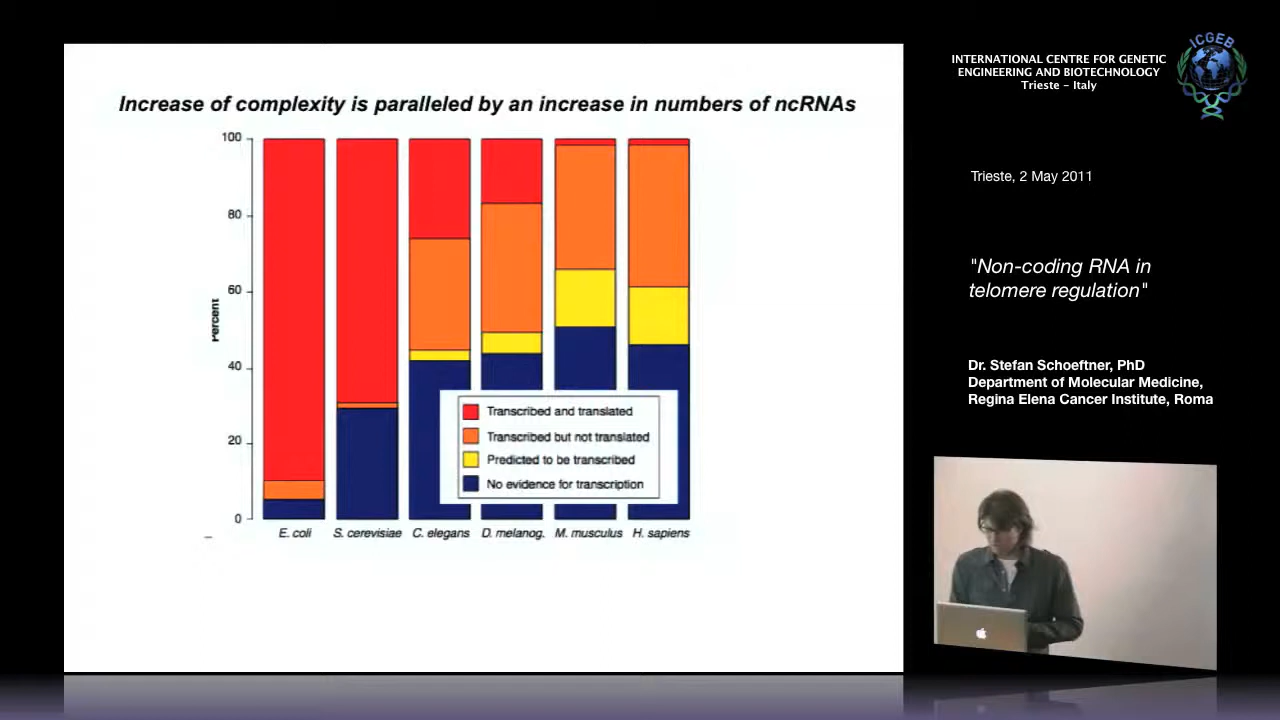 Increase of complexity is paralleled by an increase in numbers of ncRNAs
100
80
60
40
20
0
Percent
Transcribed and translated
Transcribed but not translated
Predicted to be transcribed
No evidence for transcription
E. coli S. cerevisiae C. elegans D. melanog. M. musculus H. sapiens
INTERNATIONAL CENTRE FOR GENETIC
ENGINEERING AND BIOTECHNOLOGY
Trieste - Italy
ICGEB
Trieste, 2 May 2011
"Non-coding RNA in
telomere regulation"
Dr. Stefan Schoeftner, PhD
Department of Molecular Medicine,
Regina Elena Cancer Institute, Roma